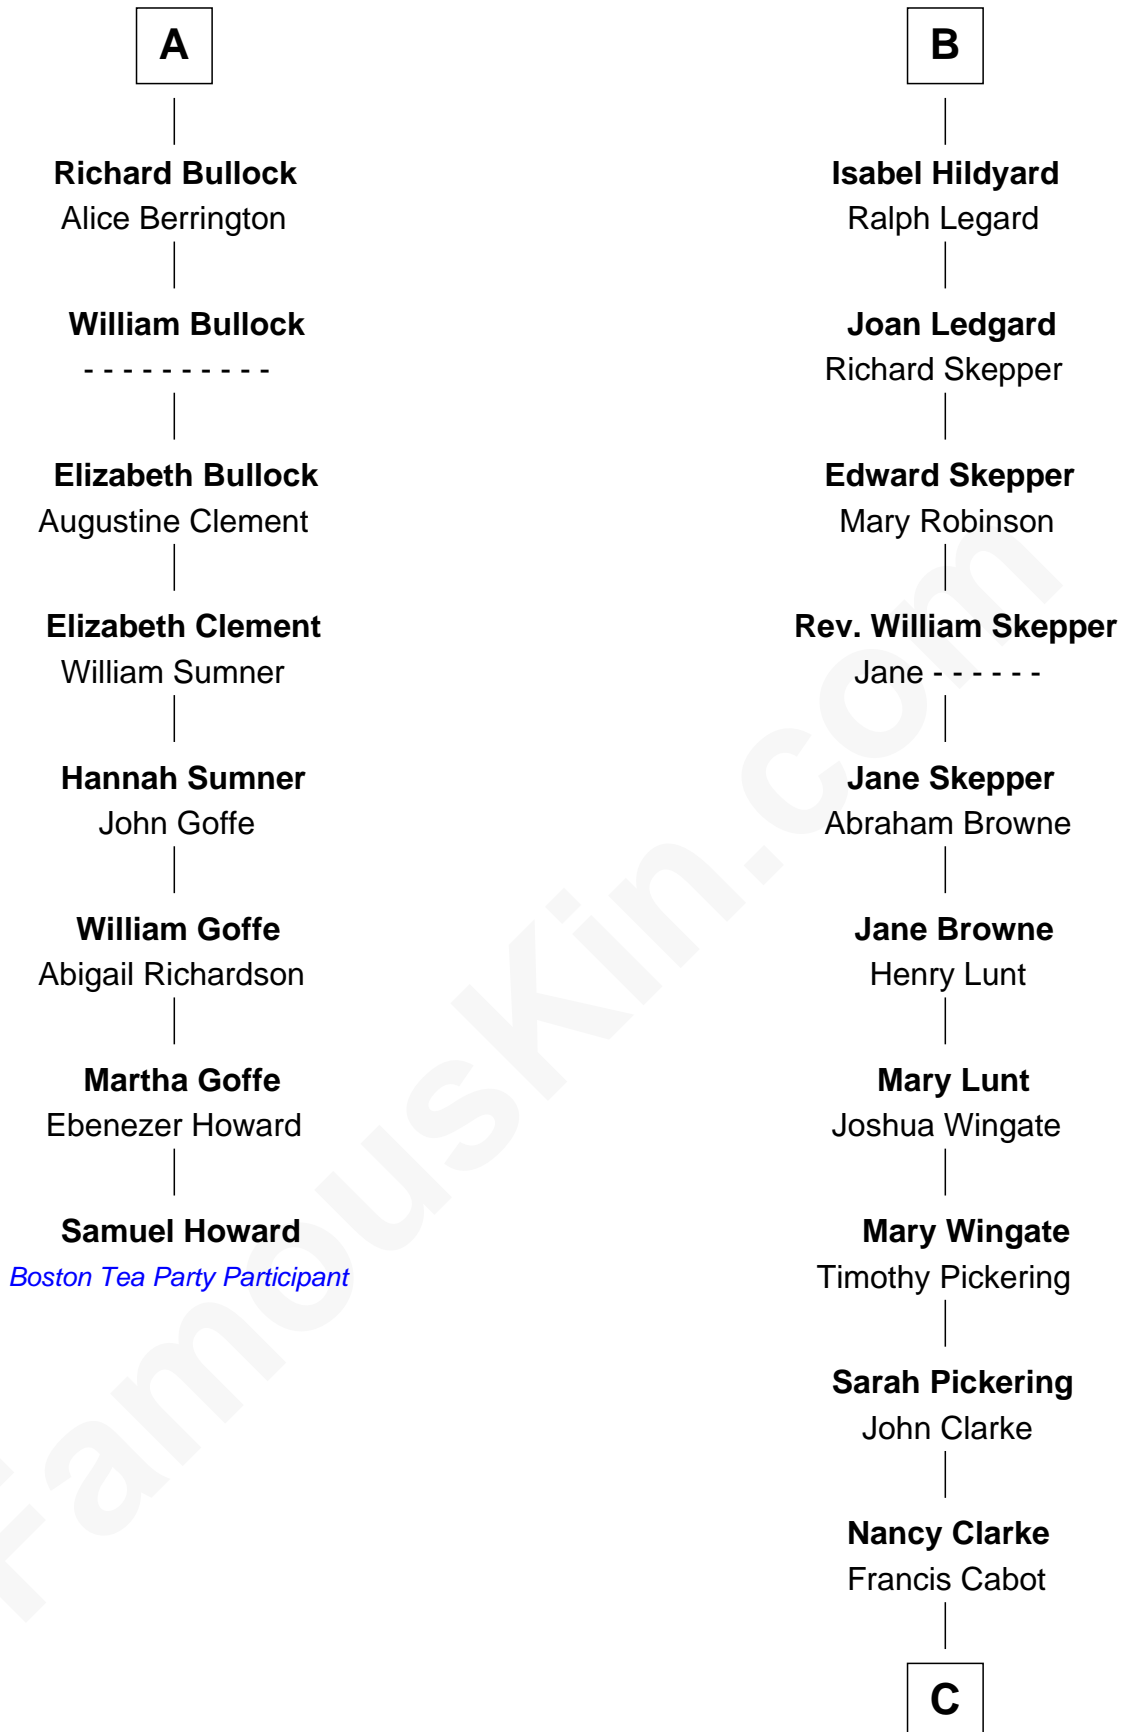 A
Richard Bullock
Alice Berrington
William Bullock
- - - - - - - - - -
Elizabeth Bullock
Augustine Clement
Elizabeth Clement
William Sumner
Hannah Sumner
John Goffe
William Goffe
Abigail Richardson
Martha Goffe
Ebenezer Howard
Samuel Howard
Boston Tea Party Participant
B
Isabel Hildyard
Ralph Legard
Joan Ledgard
Richard Skepper
Edward Skepper
Mary Robinson
Rev. William Skepper
Jane - - - - - -
Jane Skepper
Abraham Browne
Jane Browne
Henry Lunt
Mary Lunt
Joshua Wingate
Mary Wingate
Timothy Pickering
Sarah Pickering
John Clarke
Nancy Clarke
Francis Cabot
C
FamousKin.com